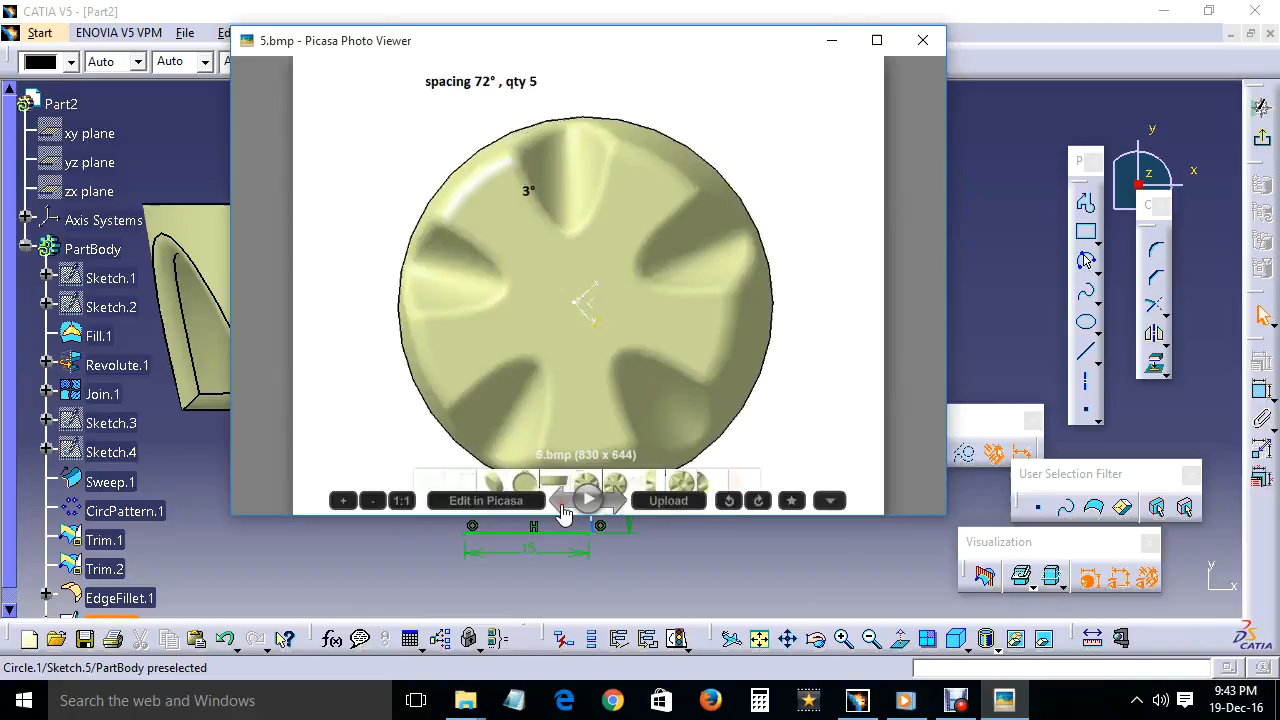 CATIA V5 - [Part2]
Start
ENOVIA V5 VPM
File
Ed
Auto
Auto
A
5.bmp - Picasa Photo Viewer
spacing 72° , qty 5
3°
5.bmp (830 x 644)
+
-
1:1
Edit in Picasa
Upload
Part2
xy plane
yz plane
zx plane
Axis Systems
PartBody
Sketch.1
Sketch.2
Fill.1
Revolute.1
Join.1
Sketch.3
Sketch.4
Sweep.1
CircPattern.1
Trim.1
Trim.2
EdgeFillet.1
H
15
y
x
z
P
C
User Selection Filter
Visualization
y
x
f(x)
CATIA
Circle.1/Sketch.5/PartBody preselected
Search the web and Windows
9:43 PM
19-Dec-16